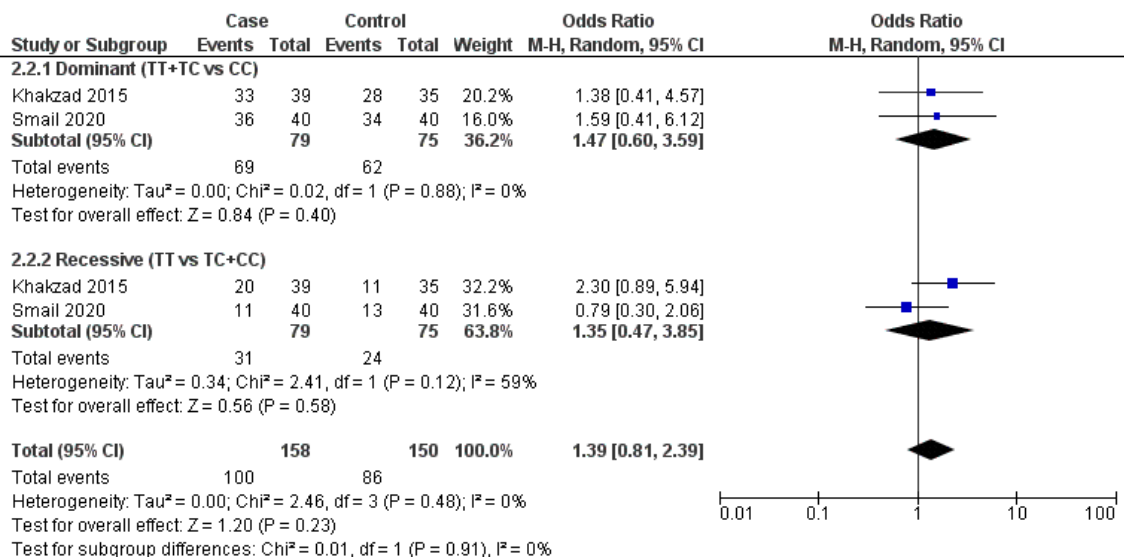 Case Control Odds Ratio Odds Ratio
Study or Subgroup Events Total Events Total Weight M-H, Random, 95% CI M-H, Random, 95% CI
2.2.1 Dominant (TT+TC vs CC)
Khakzad 2015 33 39 28 35 20.2% 1.38 [0.41, 4.57]
Smail 2020 36 40 34 40 16.0% 1.59 [0.41, 6.12]
Subtotal (95% CI) 79 75 36.2% 1.47 [0.60, 3.59]
Total events 69 62
Heterogeneity: Tau² = 0.00; Chi² = 0.02, df = 1 (P = 0.88); I² = 0%
Test for overall effect: Z = 0.84 (P = 0.40)
2.2.2 Recessive (TT vs TC+CC)
Khakzad 2015 20 39 11 35 32.2% 2.30 [0.89, 5.94]
Smail 2020 11 40 13 40 31.6% 0.79 [0.30, 2.06]
Subtotal (95% CI) 79 75 63.8% 1.35 [0.47, 3.85]
Total events 31 24
Heterogeneity: Tau² = 0.34; Chi² = 2.41, df = 1 (P = 0.12); I² = 59%
Test for overall effect: Z = 0.56 (P = 0.58)
Total (95% CI) 158 150 100.0% 1.39 [0.81, 2.39]
Total events 100 86
Heterogeneity: Tau² = 0.00; Chi² = 2.46, df = 3 (P = 0.48); I² = 0%
Test for overall effect: Z = 1.20 (P = 0.23)
Test for subgroup differences: Chi² = 0.01, df = 1 (P = 0.91), I² = 0%
0.01 0.1 1 10 100